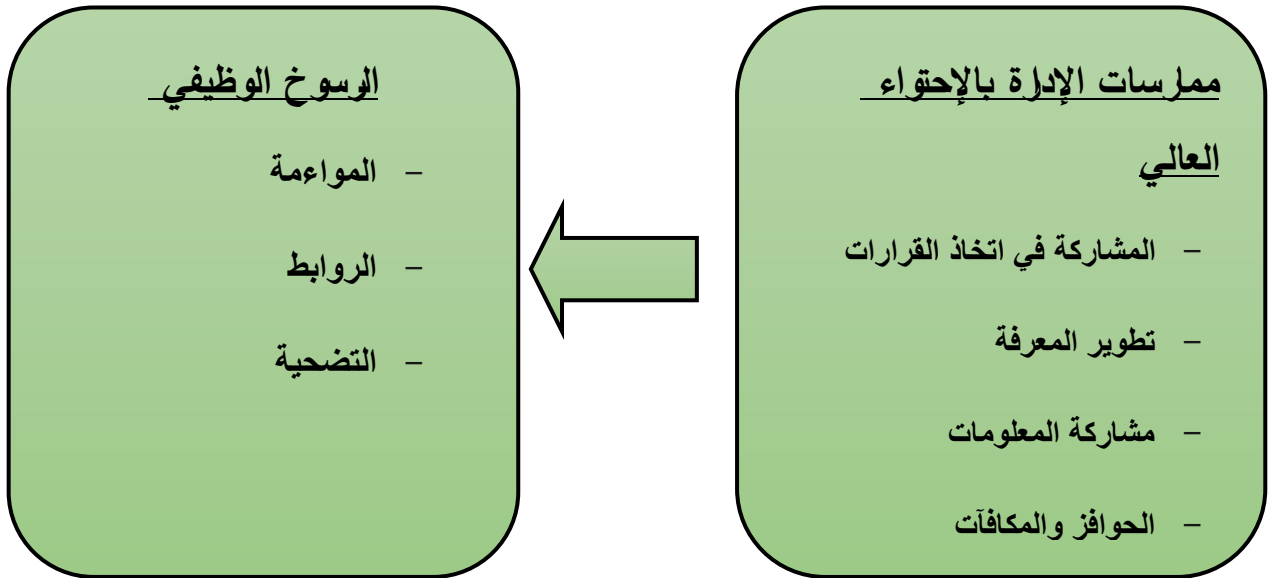 ممارسات الإدارة بالإحتواء
العالي
- المشاركة في اتخاذ القرارات
- تطوير المعرفة
- مشاركة المعلومات
- الحوافز والمكافآت
الرسوخ الوظيفي
- المواءمة
- الروابط
- التضحية